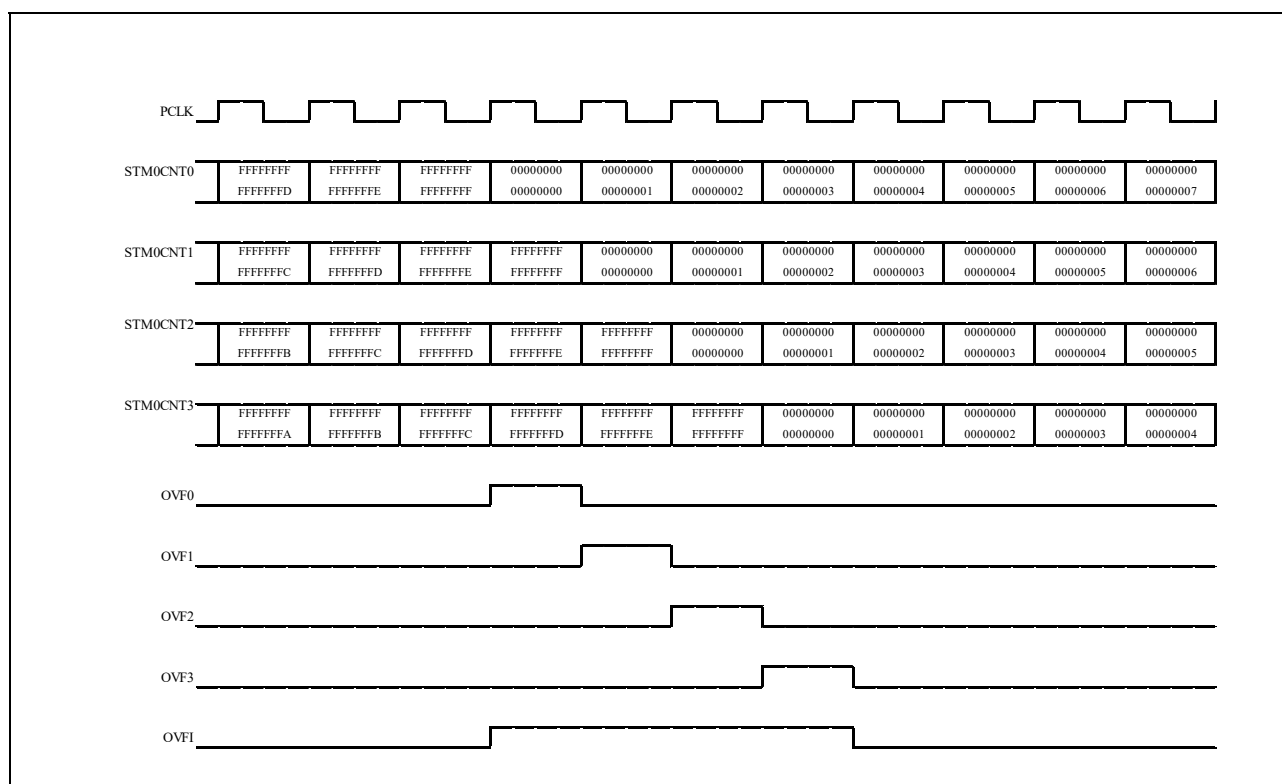 PCLK
STM0CNT0 FFFFFFFF FFFFFFFF FFFFFFFF 00000000 00000000 00000000 00000000 00000000 00000000 00000000 00000000
FFFFFFFD FFFFFFFE FFFFFFFF 00000000 00000001 00000002 00000003 00000004 00000005 00000006 00000007
STM0CNT1 FFFFFFFF FFFFFFFF FFFFFFFF FFFFFFFF 00000000 00000000 00000000 00000000 00000000 00000000 00000000
FFFFFFFC FFFFFFFD FFFFFFFE FFFFFFFF 00000000 00000001 00000002 00000003 00000004 00000005 00000006
STM0CNT2 FFFFFFFF FFFFFFFF FFFFFFFF FFFFFFFF FFFFFFFF 00000000 00000000 00000000 00000000 00000000 00000000
FFFFFFFB FFFFFFFC FFFFFFFD FFFFFFFE FFFFFFFF 00000000 00000001 00000002 00000003 00000004 00000005
STM0CNT3 FFFFFFFF FFFFFFFF FFFFFFFF FFFFFFFF FFFFFFFF FFFFFFFF 00000000 00000000 00000000 00000000 00000000
FFFFFFFA FFFFFFFB FFFFFFFC FFFFFFFD FFFFFFFE FFFFFFFF 00000000 00000001 00000002 00000003 00000004
OVF0
OVF1
OVF2
OVF3
OVFI